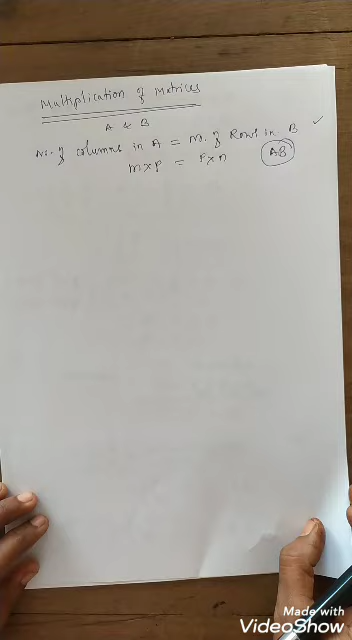 Multiplication of Matrices
A & B
No. of columns in A = No. of Rows in B ✓
m×p = p×n AB
Made with
VideoShow